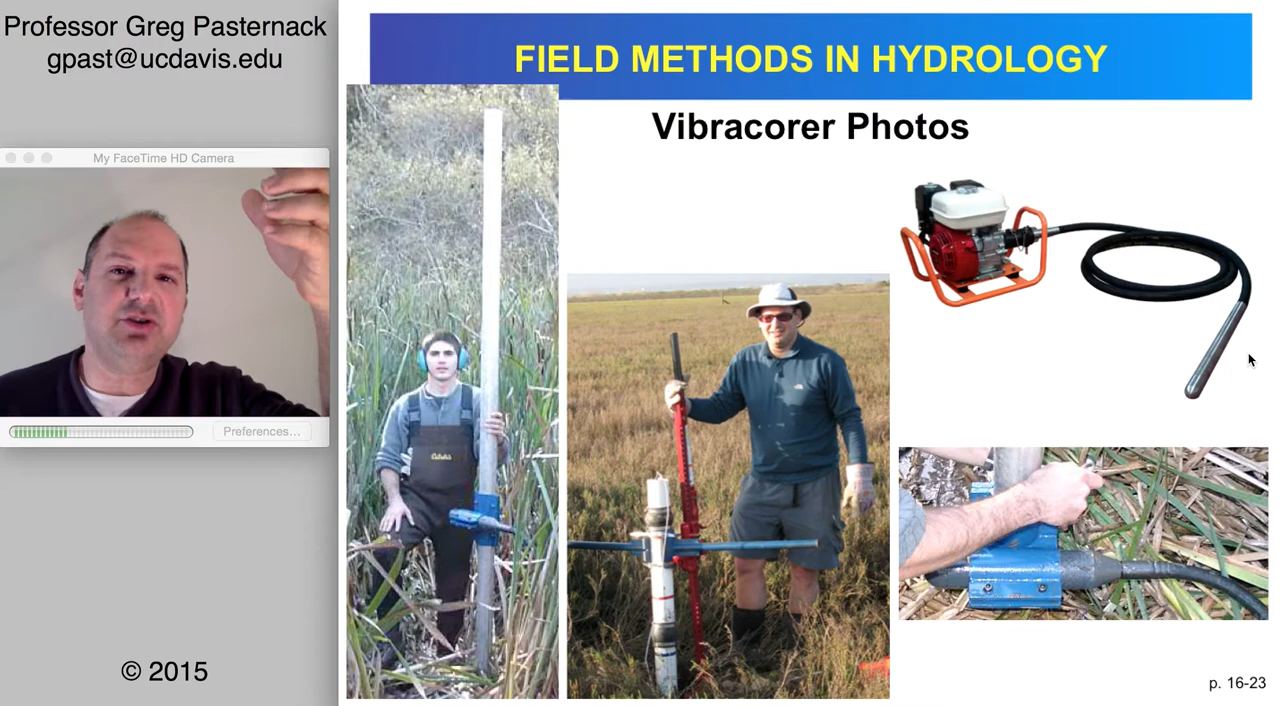 Professor Greg Pasternack
gpast@ucdavis.edu
My FaceTime HD Camera
Preferences...
© 2015
FIELD METHODS IN HYDROLOGY
Vibracorer Photos
Cabela's
p. 16-23